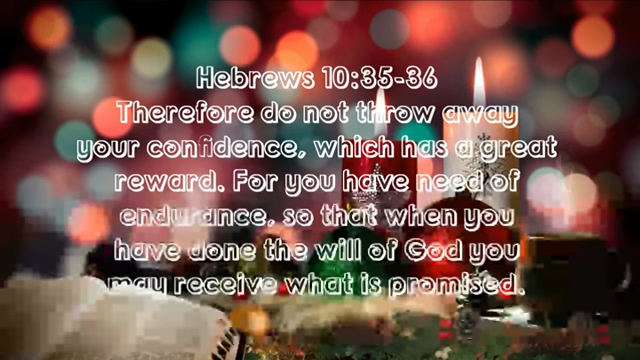 Hebrews 10:35-36
Therefore do not throw away
your confidence, which has a great
reward. For you have need of
endurance, so that when you
have done the will of God you
may receive what is promised.